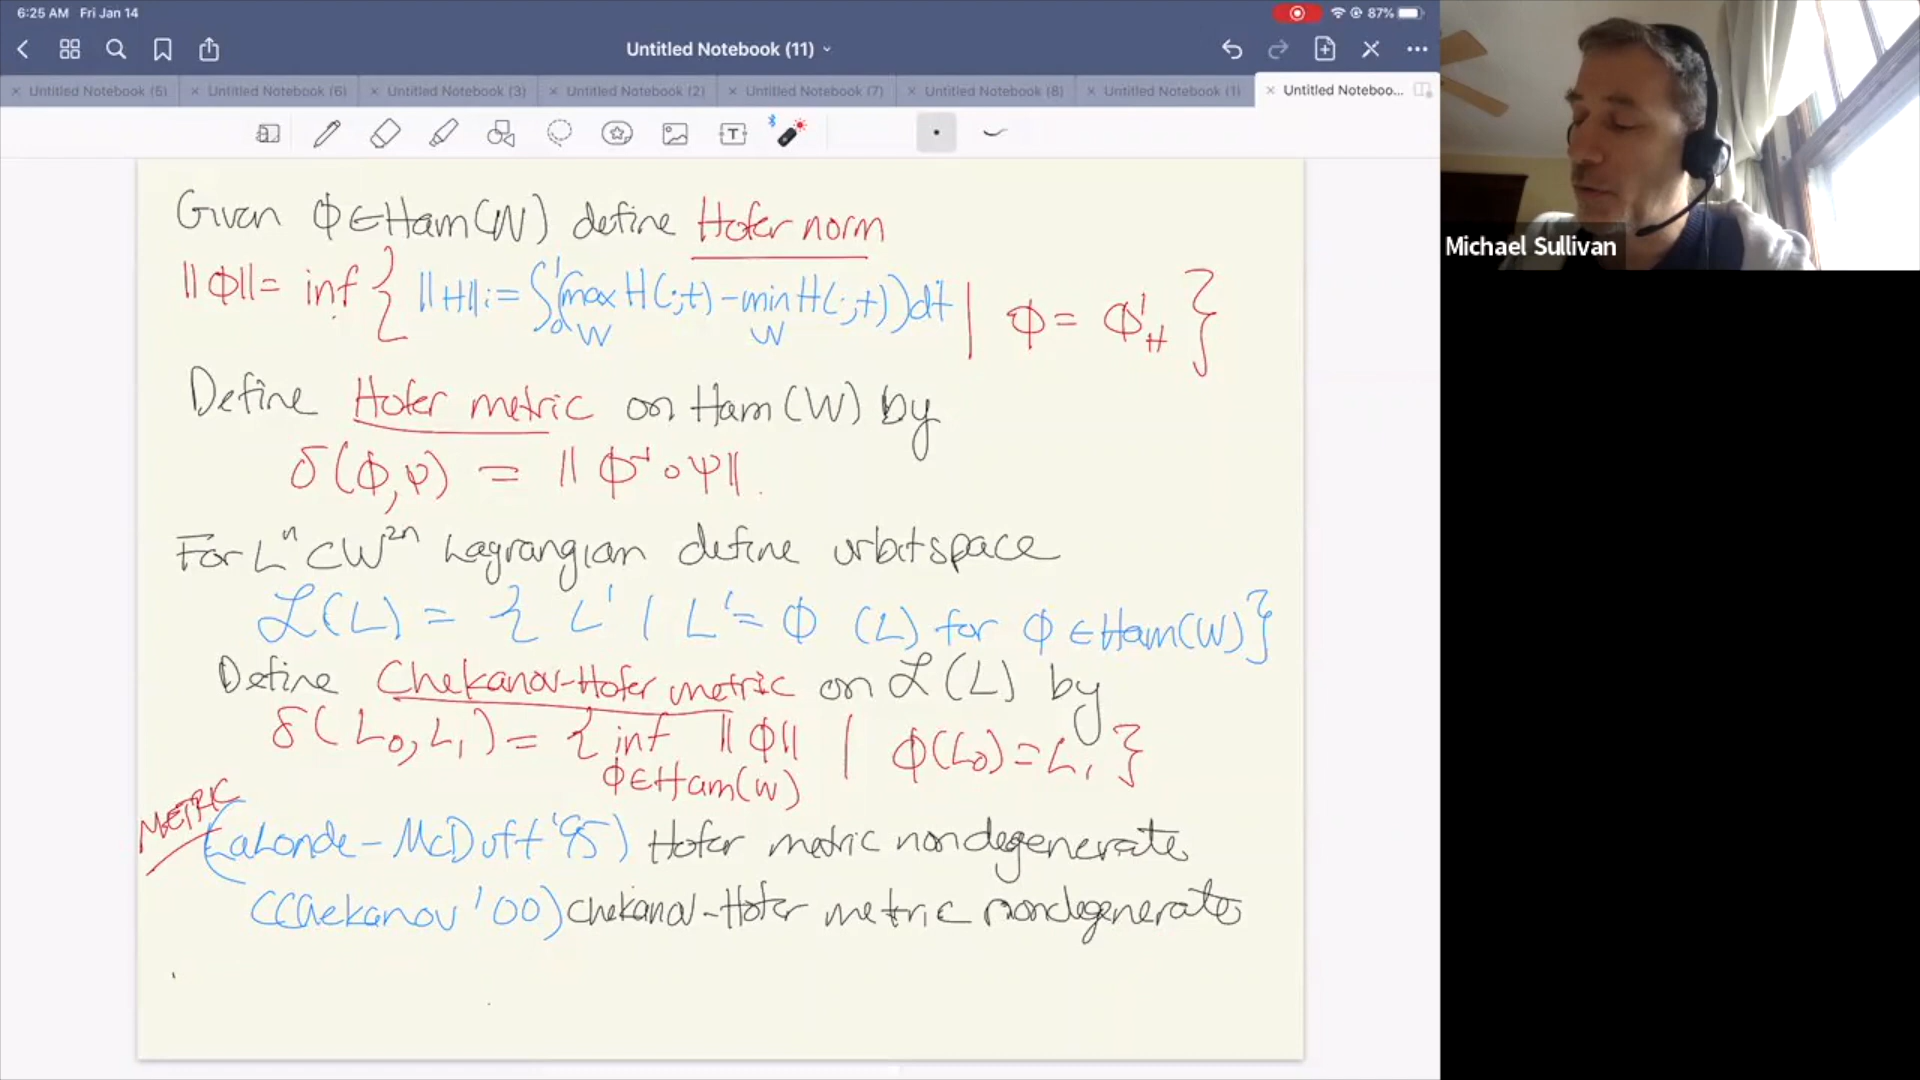 6:25 AM Fri Jan 14
87%
Untitled Notebook (11)
Untitled Notebook (5)
Untitled Notebook (6)
Untitled Notebook (3)
Untitled Notebook (2)
Untitled Notebook (7)
Untitled Notebook (8)
Untitled Notebook (1)
Untitled Noteboo...
Michael Sullivan
Given ϕ∈Ham(W) define Hofer norm
||ϕ|| = inf { ||H|| := ∫₀¹(max_W H(·,t) - min_W H(·,t))dt | ϕ = ϕ¹_H }
Define Hofer metric on Ham(W) by
δ(ϕ,ψ) = ||ϕ⁻¹∘ψ||.
For Lⁿ⊂W²ⁿ Lagrangian define orbit space
ℒ(L) = { L' | L' = ϕ (L) for ϕ∈Ham(W)}
Define Chekanov-Hofer metric on ℒ(L) by
δ(L₀,L₁) = { inf ||ϕ|| | ϕ(L₀)=L₁ }
ϕ∈Ham(W)
METRIC
(LaLonde-McDuff '95) Hofer metric nondegenerate
(Chekanov '00) Chekanov-Hofer metric nondegenerate